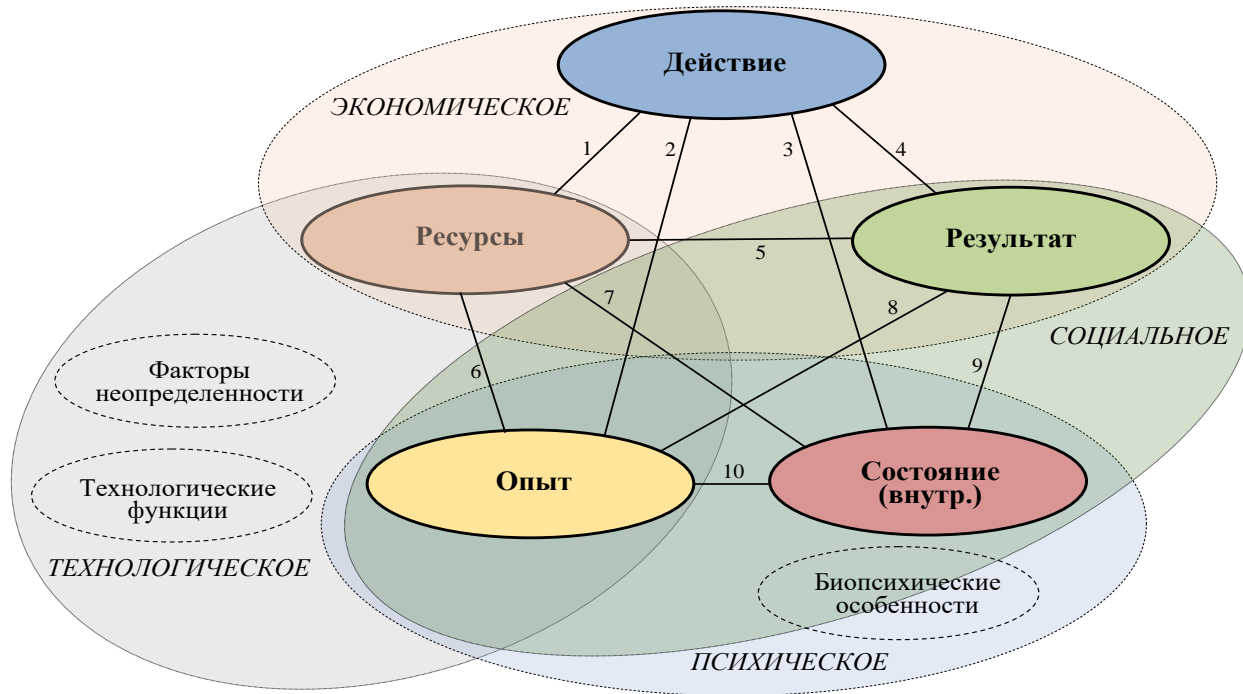 Действие
ЭКОНОМИЧЕСКОЕ
1
2
3
4
Ресурсы
Результат
5
7
8
СОЦИАЛЬНОЕ
6
9
Факторы
неопределенности
Опыт
10
Состояние
(внутр.)
Технологические
функции
ТЕХНОЛОГИЧЕСКОЕ
Биопсихические
особенности
ПСИХИЧЕСКОЕ